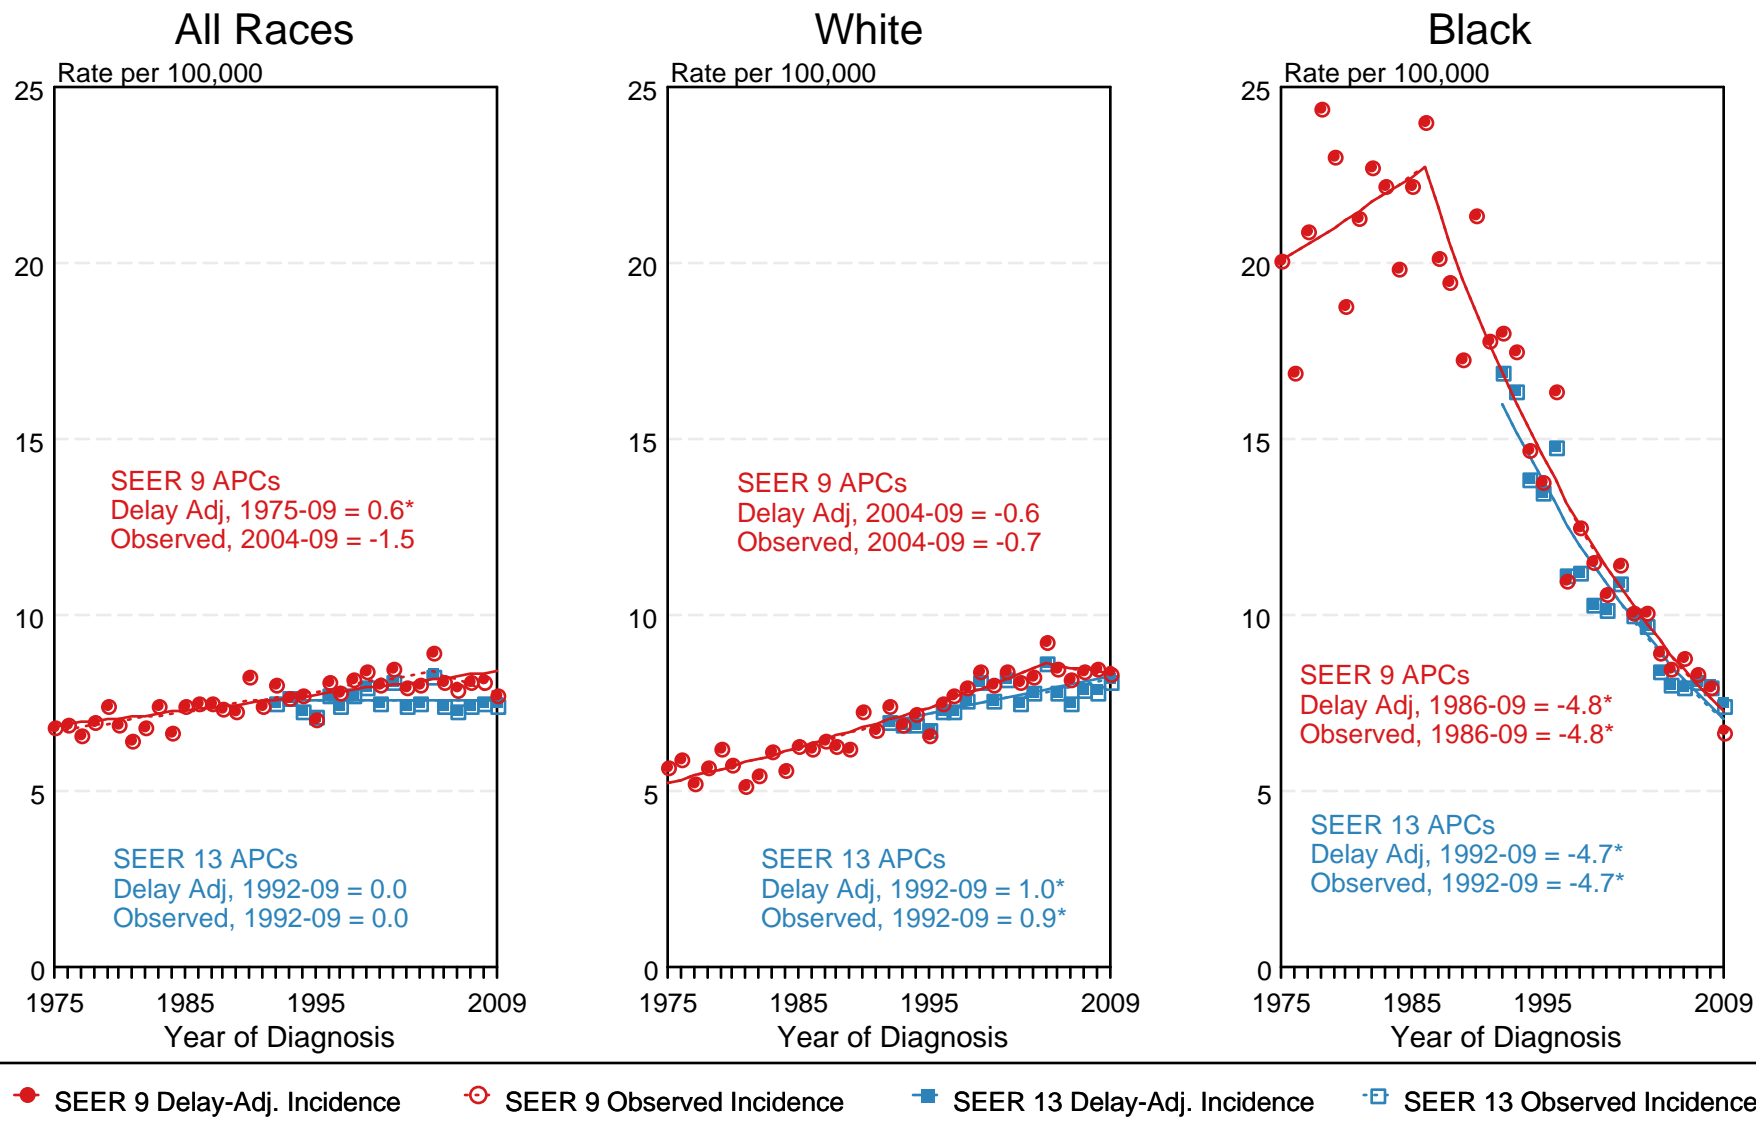 All Races
Rate per 100,000
25
20
15
10
5
0
SEER 9 APCs
Delay Adj, 1975-09 = 0.6*
Observed, 2004-09 = -1.5
SEER 13 APCs
Delay Adj, 1992-09 = 0.0
Observed, 1992-09 = 0.0
1975 1985 1995 2009
Year of Diagnosis
White
Rate per 100,000
25
20
15
10
5
0
SEER 9 APCs
Delay Adj, 2004-09 = -0.6
Observed, 2004-09 = -0.7
SEER 13 APCs
Delay Adj, 1992-09 = 1.0*
Observed, 1992-09 = 0.9*
1975 1985 1995 2009
Year of Diagnosis
Black
Rate per 100,000
25
20
15
10
5
0
SEER 9 APCs
Delay Adj, 1986-09 = -4.8*
Observed, 1986-09 = -4.8*
SEER 13 APCs
Delay Adj, 1992-09 = -4.7*
Observed, 1992-09 = -4.7*
1975 1985 1995 2009
Year of Diagnosis
SEER 9 Delay-Adj. Incidence SEER 9 Observed Incidence SEER 13 Delay-Adj. Incidence SEER 13 Observed Incidence